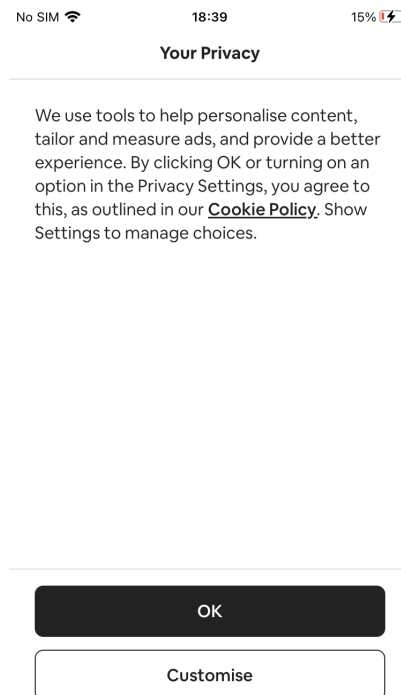 No SIM 18:39 15%
Your Privacy
We use tools to help personalise content,
tailor and measure ads, and provide a better
experience. By clicking OK or turning on an
option in the Privacy Settings, you agree to
this, as outlined in our Cookie Policy. Show
Settings to manage choices.
OK
Customise